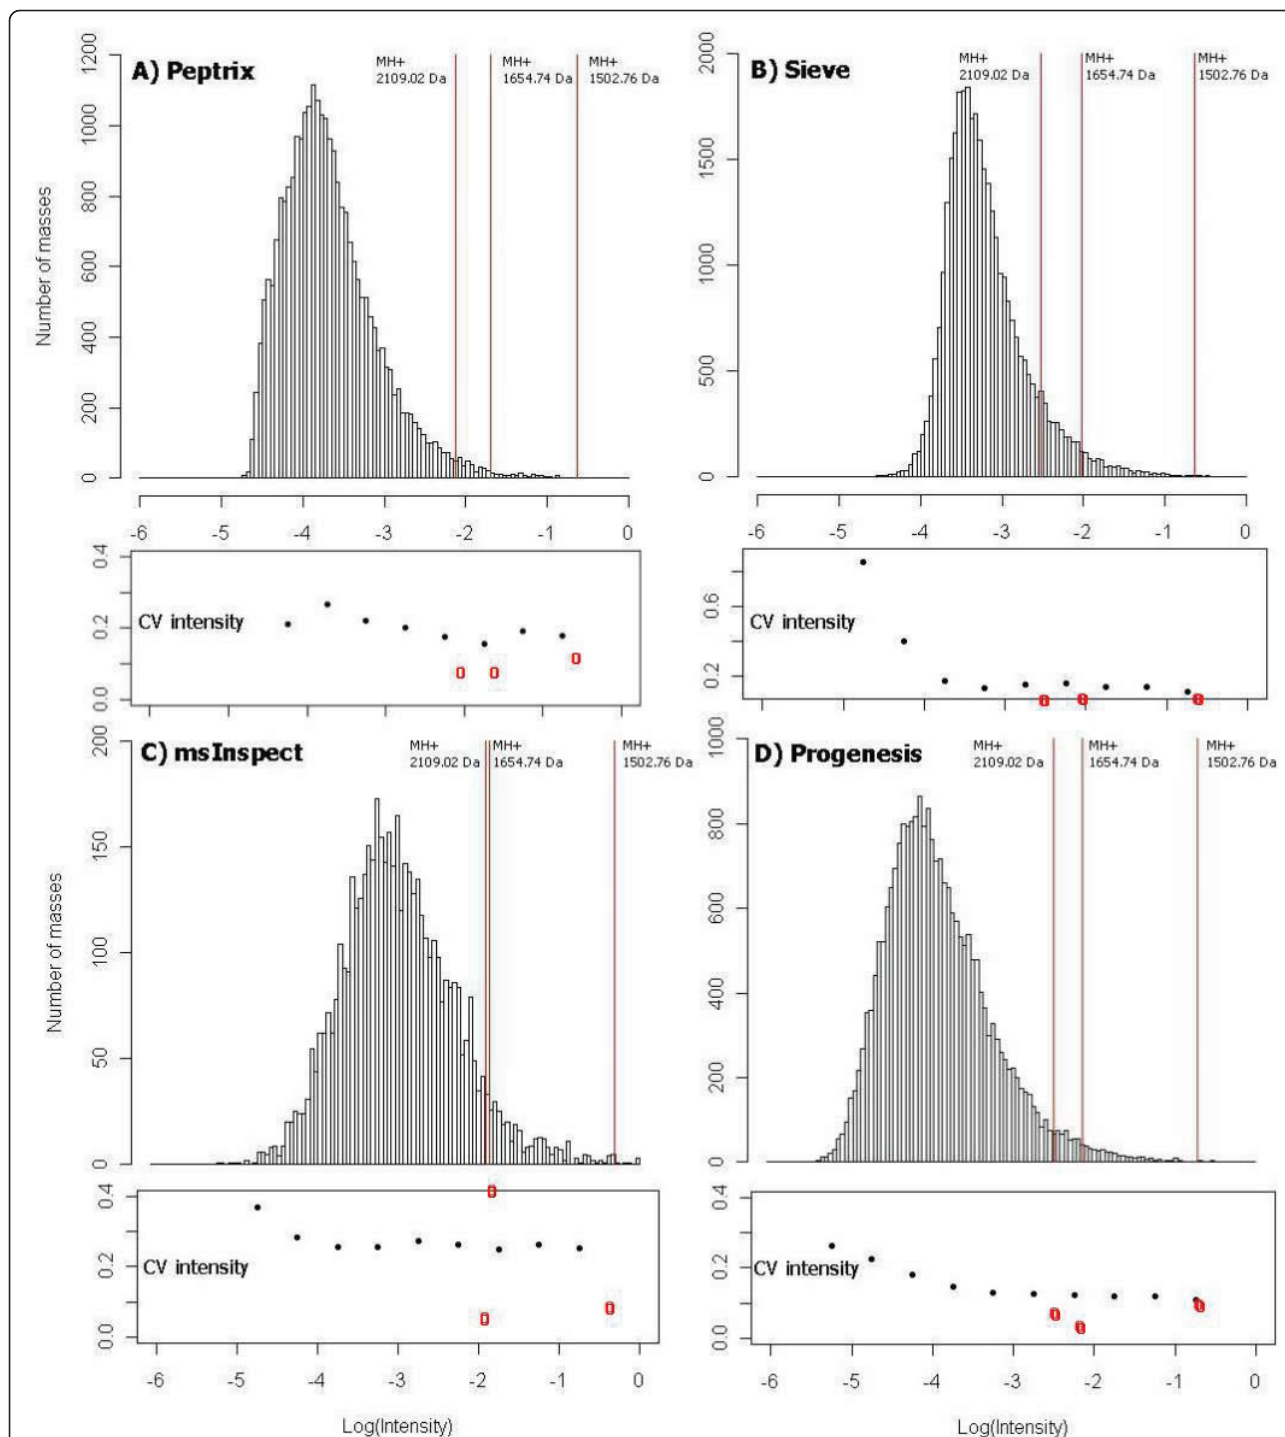 A) Peptrix
MH+
2109.02 Da
MH+
1654.74 Da
MH+
1502.76 Da
Number of masses
1200
1000
800
600
400
200
0
-6 -5 -4 -3 -2 -1 0
B) Sieve
MH+
2109.02 Da
MH+
1654.74 Da
MH+
1502.76 Da
2000
1500
1000
500
0
-6 -5 -4 -3 -2 -1 0
CV intensity
0.4
0.2
0.0
CV intensity
0.6
0.2
C) msInspect
MH+
2109.02 Da
MH+
1654.74 Da
MH+
1502.76 Da
Number of masses
200
150
100
50
0
D) Progenesis
MH+
2109.02 Da
MH+
1654.74 Da
MH+
1502.76 Da
1000
800
600
400
200
0
CV intensity
0.4
0.2
0.0
-6 -5 -4 -3 -2 -1 0
Log(Intensity)
CV intensity
0.4
0.2
0.0
-6 -5 -4 -3 -2 -1 0
Log(Intensity)